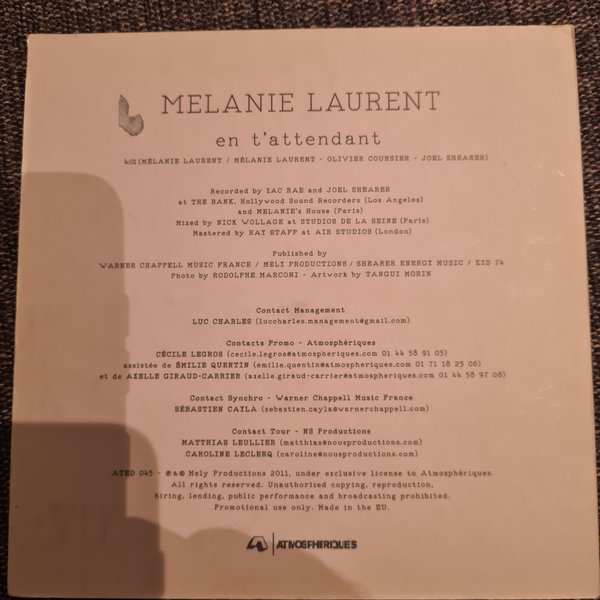 MELANIE LAURENT
en t'attendant
4:01 (MÉLANIE LAURENT / MÉLANIE LAURENT - OLIVIER COURSIER - JOEL SHEARER)
Recorded by ZAC RAE and JOEL SHEARER
at THE BANK, Hollywood Sound Recorders (Los Angeles)
and MELANIE's House (Paris)
Mixed by NICK WOLLAGE at STUDIOS DE LA SEINE (Paris)
Mastered by RAY STAFF at AIR STUDIOS (London)
Published by
WARNER CHAPPELL MUSIC FRANCE / MELY PRODUCTIONS / SHEARER ENERGY MUSIC / KID 74
Photo by RODOLPHE MARCONI - Artwork by TANGUI MORIN
Contact Management
LUC CHARLES (luccharles.management@gmail.com)
Contacts Promo - Atmosphériques
CÉCILE LEGROS (cecile.legros@atmospheriques.com 01 44 58 91 05)
assistée de ÉMILIE QUENTIN (emilie.quentin@atmospheriques.com 01 71 18 25 06)
et de AXELLE GIRAUD-CARRIER (axelle.giraud-carrier@atmospheriques.com 01 44 58 97 08)
Contact Synchro - Warner Chappell Music France
SÉBASTIEN CAYLA (sebastien.cayla@warnerchappell.com)
Contact Tour - NS Productions
MATTHIAS LEULLIER (matthias@nousproductions.com)
CAROLINE LECLERQ (caroline@nousproductions.com)
ATED 045 - ℗ & © Mely Productions 2011, under exclusive license to Atmosphériques.
All rights reserved. Unauthorized copying, reproduction,
hiring, lending, public performance and broadcasting prohibited.
Promotional use only. Made in the EU.
ATMOSPHERIQUES